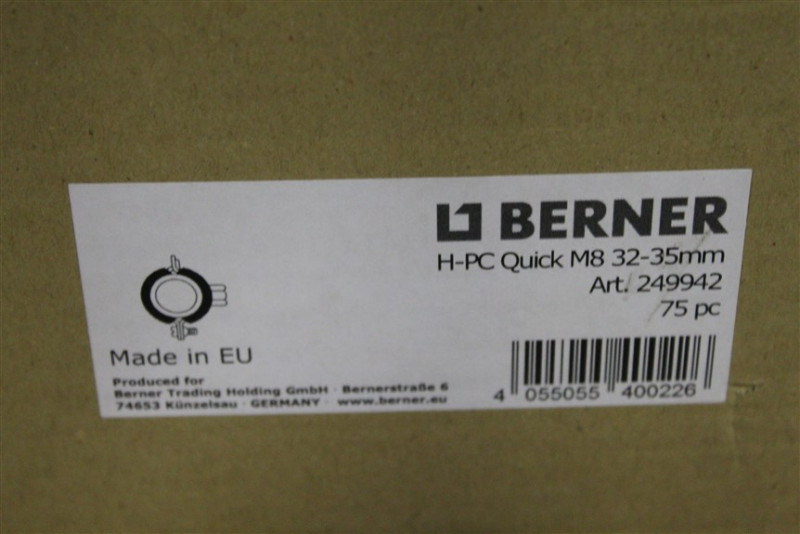 BERNER
H-PC Quick M8 32-35mm
Art. 249942
75 pc
Made in EU
Produced for
Berner Trading Holding GmbH · Bernerstraße 6
74653 Künzelsau · GERMANY · www.berner.eu
4 055055 400226